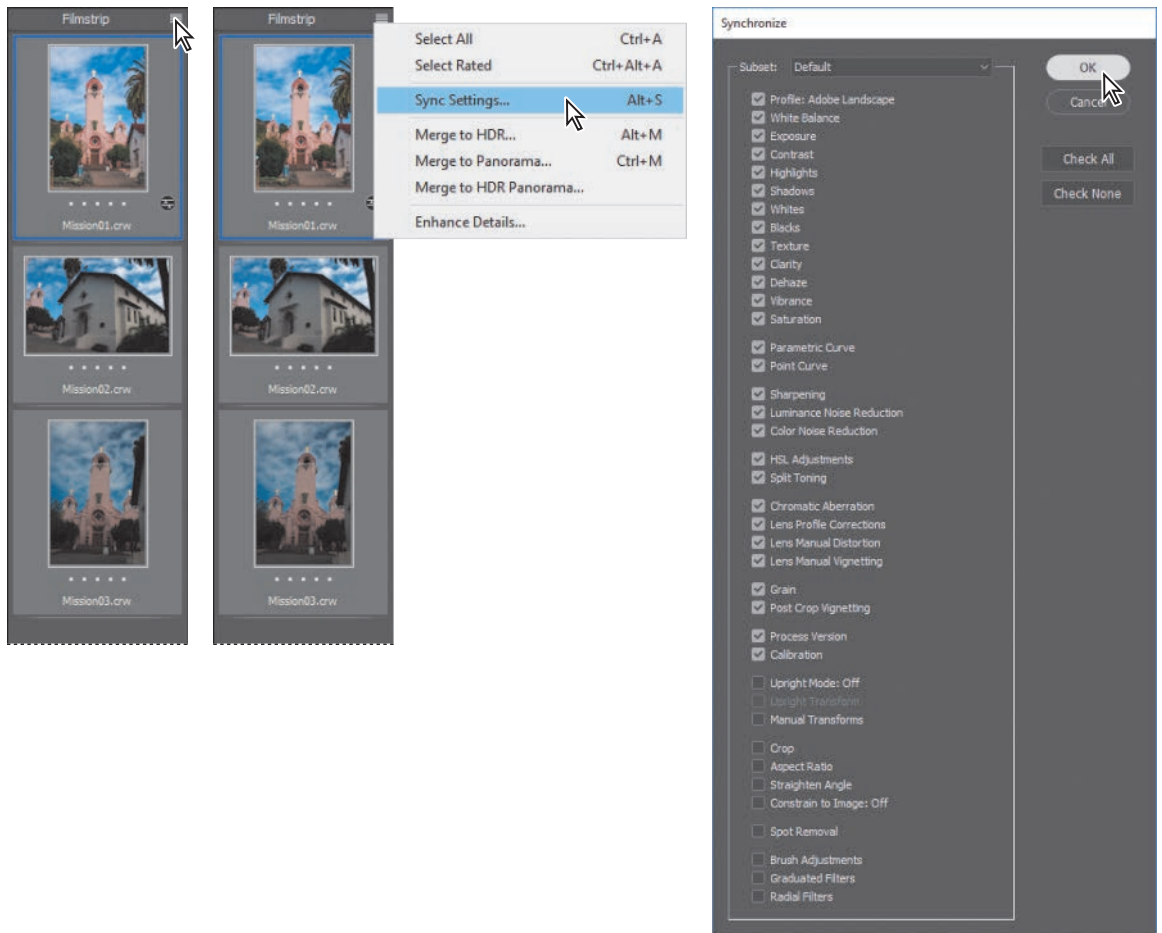 Filmstrip
Mission01.crw
Mission02.crw
Mission03.crw
Filmstrip
Mission01.crw
Mission02.crw
Mission03.crw
Select All Ctrl+A
Select Rated Ctrl+Alt+A
Sync Settings... Alt+S
Merge to HDR... Alt+M
Merge to Panorama... Ctrl+M
Merge to HDR Panorama...
Enhance Details...
Synchronize
Subset: Default
Profile: Adobe Landscape
White Balance
Exposure
Contrast
Highlights
Shadows
Whites
Blacks
Texture
Clarity
Dehaze
Vibrance
Saturation
Parametric Curve
Point Curve
Sharpening
Luminance Noise Reduction
Color Noise Reduction
HSL Adjustments
Split Toning
Chromatic Aberration
Lens Profile Corrections
Lens Manual Distortion
Lens Manual Vignetting
Grain
Post Crop Vignetting
Process Version
Calibration
Upright Mode: Off
Upright Transform
Manual Transforms
Crop
Aspect Ratio
Straighten Angle
Constrain to Image: Off
Spot Removal
Brush Adjustments
Graduated Filters
Radial Filters
OK
Cancel
Check All
Check None